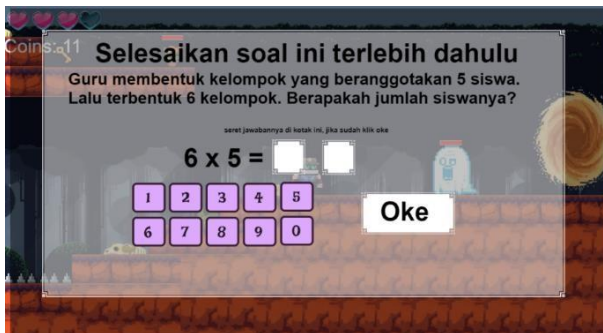 Coins: 11
Selesaikan soal ini terlebih dahulu
Guru membentuk kelompok yang beranggotakan 5 siswa.
Lalu terbentuk 6 kelompok. Berapakah jumlah siswanya?
seret jawabannya di kotak ini, jika sudah klik oke
6 x 5 =
1 2 3 4 5
6 7 8 9 0
Oke